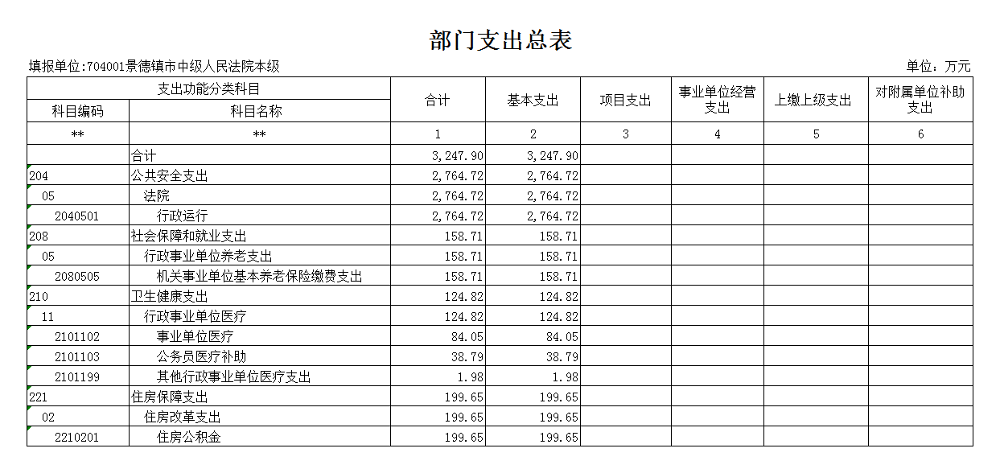 部门支出总表
填报单位:704001景德镇市中级人民法院本级 单位：万元
支出功能分类科目 合计 基本支出 项目支出 事业单位经营支出 上缴上级支出 对附属单位补助支出
科目编码 科目名称
** ** 1 2 3 4 5 6
合计 3,247.90 3,247.90
204 公共安全支出 2,764.72 2,764.72
05 法院 2,764.72 2,764.72
2040501 行政运行 2,764.72 2,764.72
208 社会保障和就业支出 158.71 158.71
05 行政事业单位养老支出 158.71 158.71
2080505 机关事业单位基本养老保险缴费支出 158.71 158.71
210 卫生健康支出 124.82 124.82
11 行政事业单位医疗 124.82 124.82
2101102 事业单位医疗 84.05 84.05
2101103 公务员医疗补助 38.79 38.79
2101199 其他行政事业单位医疗支出 1.98 1.98
221 住房保障支出 199.65 199.65
02 住房改革支出 199.65 199.65
2210201 住房公积金 199.65 199.65